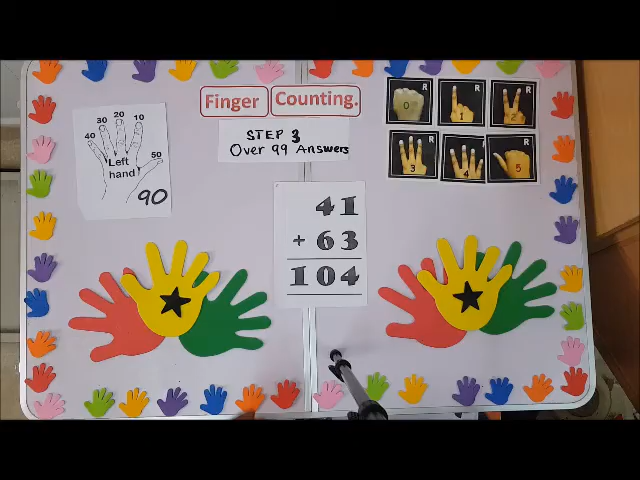 Finger Counting.
STEP 3
Over 99 Answers
40 30 20 10
50
Left
hand
90
41
+ 63
104
R R R
0 1 2
R R R
3 4 5